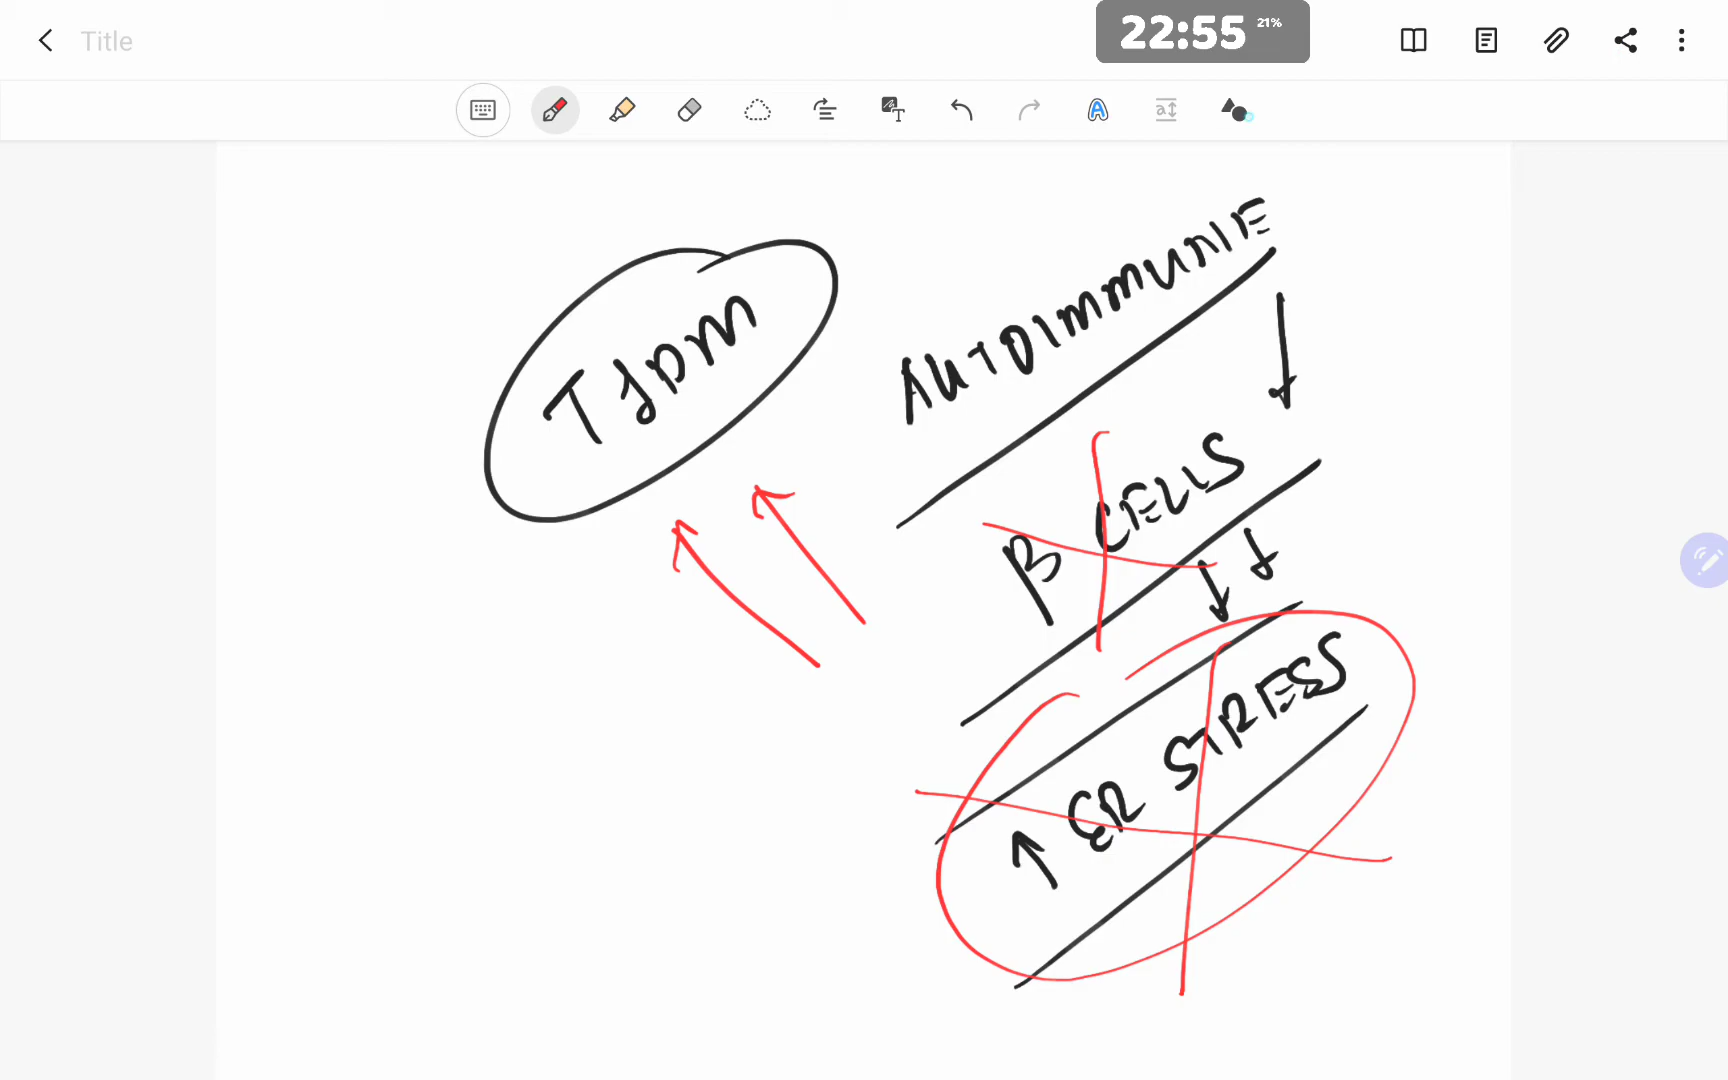 Title
22:55 21%
T1DM
AUTOIMMUNE
β CELLS
↑ ER STRESS